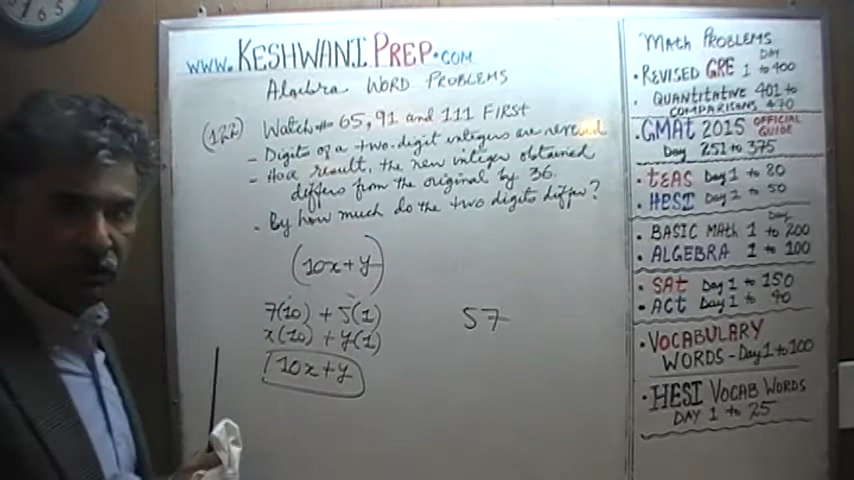 www.KESHWANIPREP.COM
Algebra WORD PROBLEMS
(122) Watch #s 65, 91 and 111 FIRST
- Digits of a two-digit integers are reversed
- As a result, the new integer obtained
differs from the original by 36.
- By how much do the two digits differ?
(10x+y)
7(10) + 5(1)
x(10) + y(1)
10x+y
57
MATH PROBLEMS
DAY
• REVISED GRE 1 to 400
• QUANTITATIVE 401 to
COMPARISONS 470
• GMAT 2015 OFFICIAL
GUIDE
Day 251 to 375
• TEAS Day 1 to 80
• HESI Day 1 to 50
Day
• BASIC MATH 1 to 200
• ALGEBRA 1 to 100
• SAT Day 1 to 150
• ACT Day 1 to 90
• VOCABULARY
WORDS - Day 1 to 100
• HESI VOCAB WORDS
DAY 1 to 25
6 5